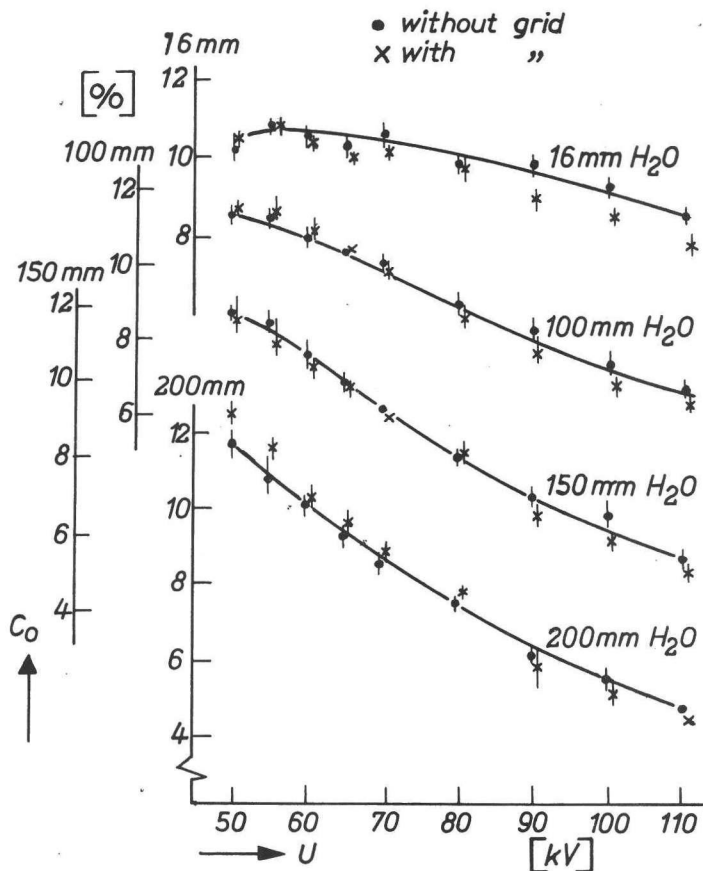 • without grid
× with „
16 mm
[%]
100 mm
150 mm
200 mm
12
10
8
12
10
8
6
12
10
8
6
4
12
10
8
6
4
16 mm H₂O
100 mm H₂O
150 mm H₂O
200 mm H₂O
C₀
50 60 70 80 90 100 110
U [kV]